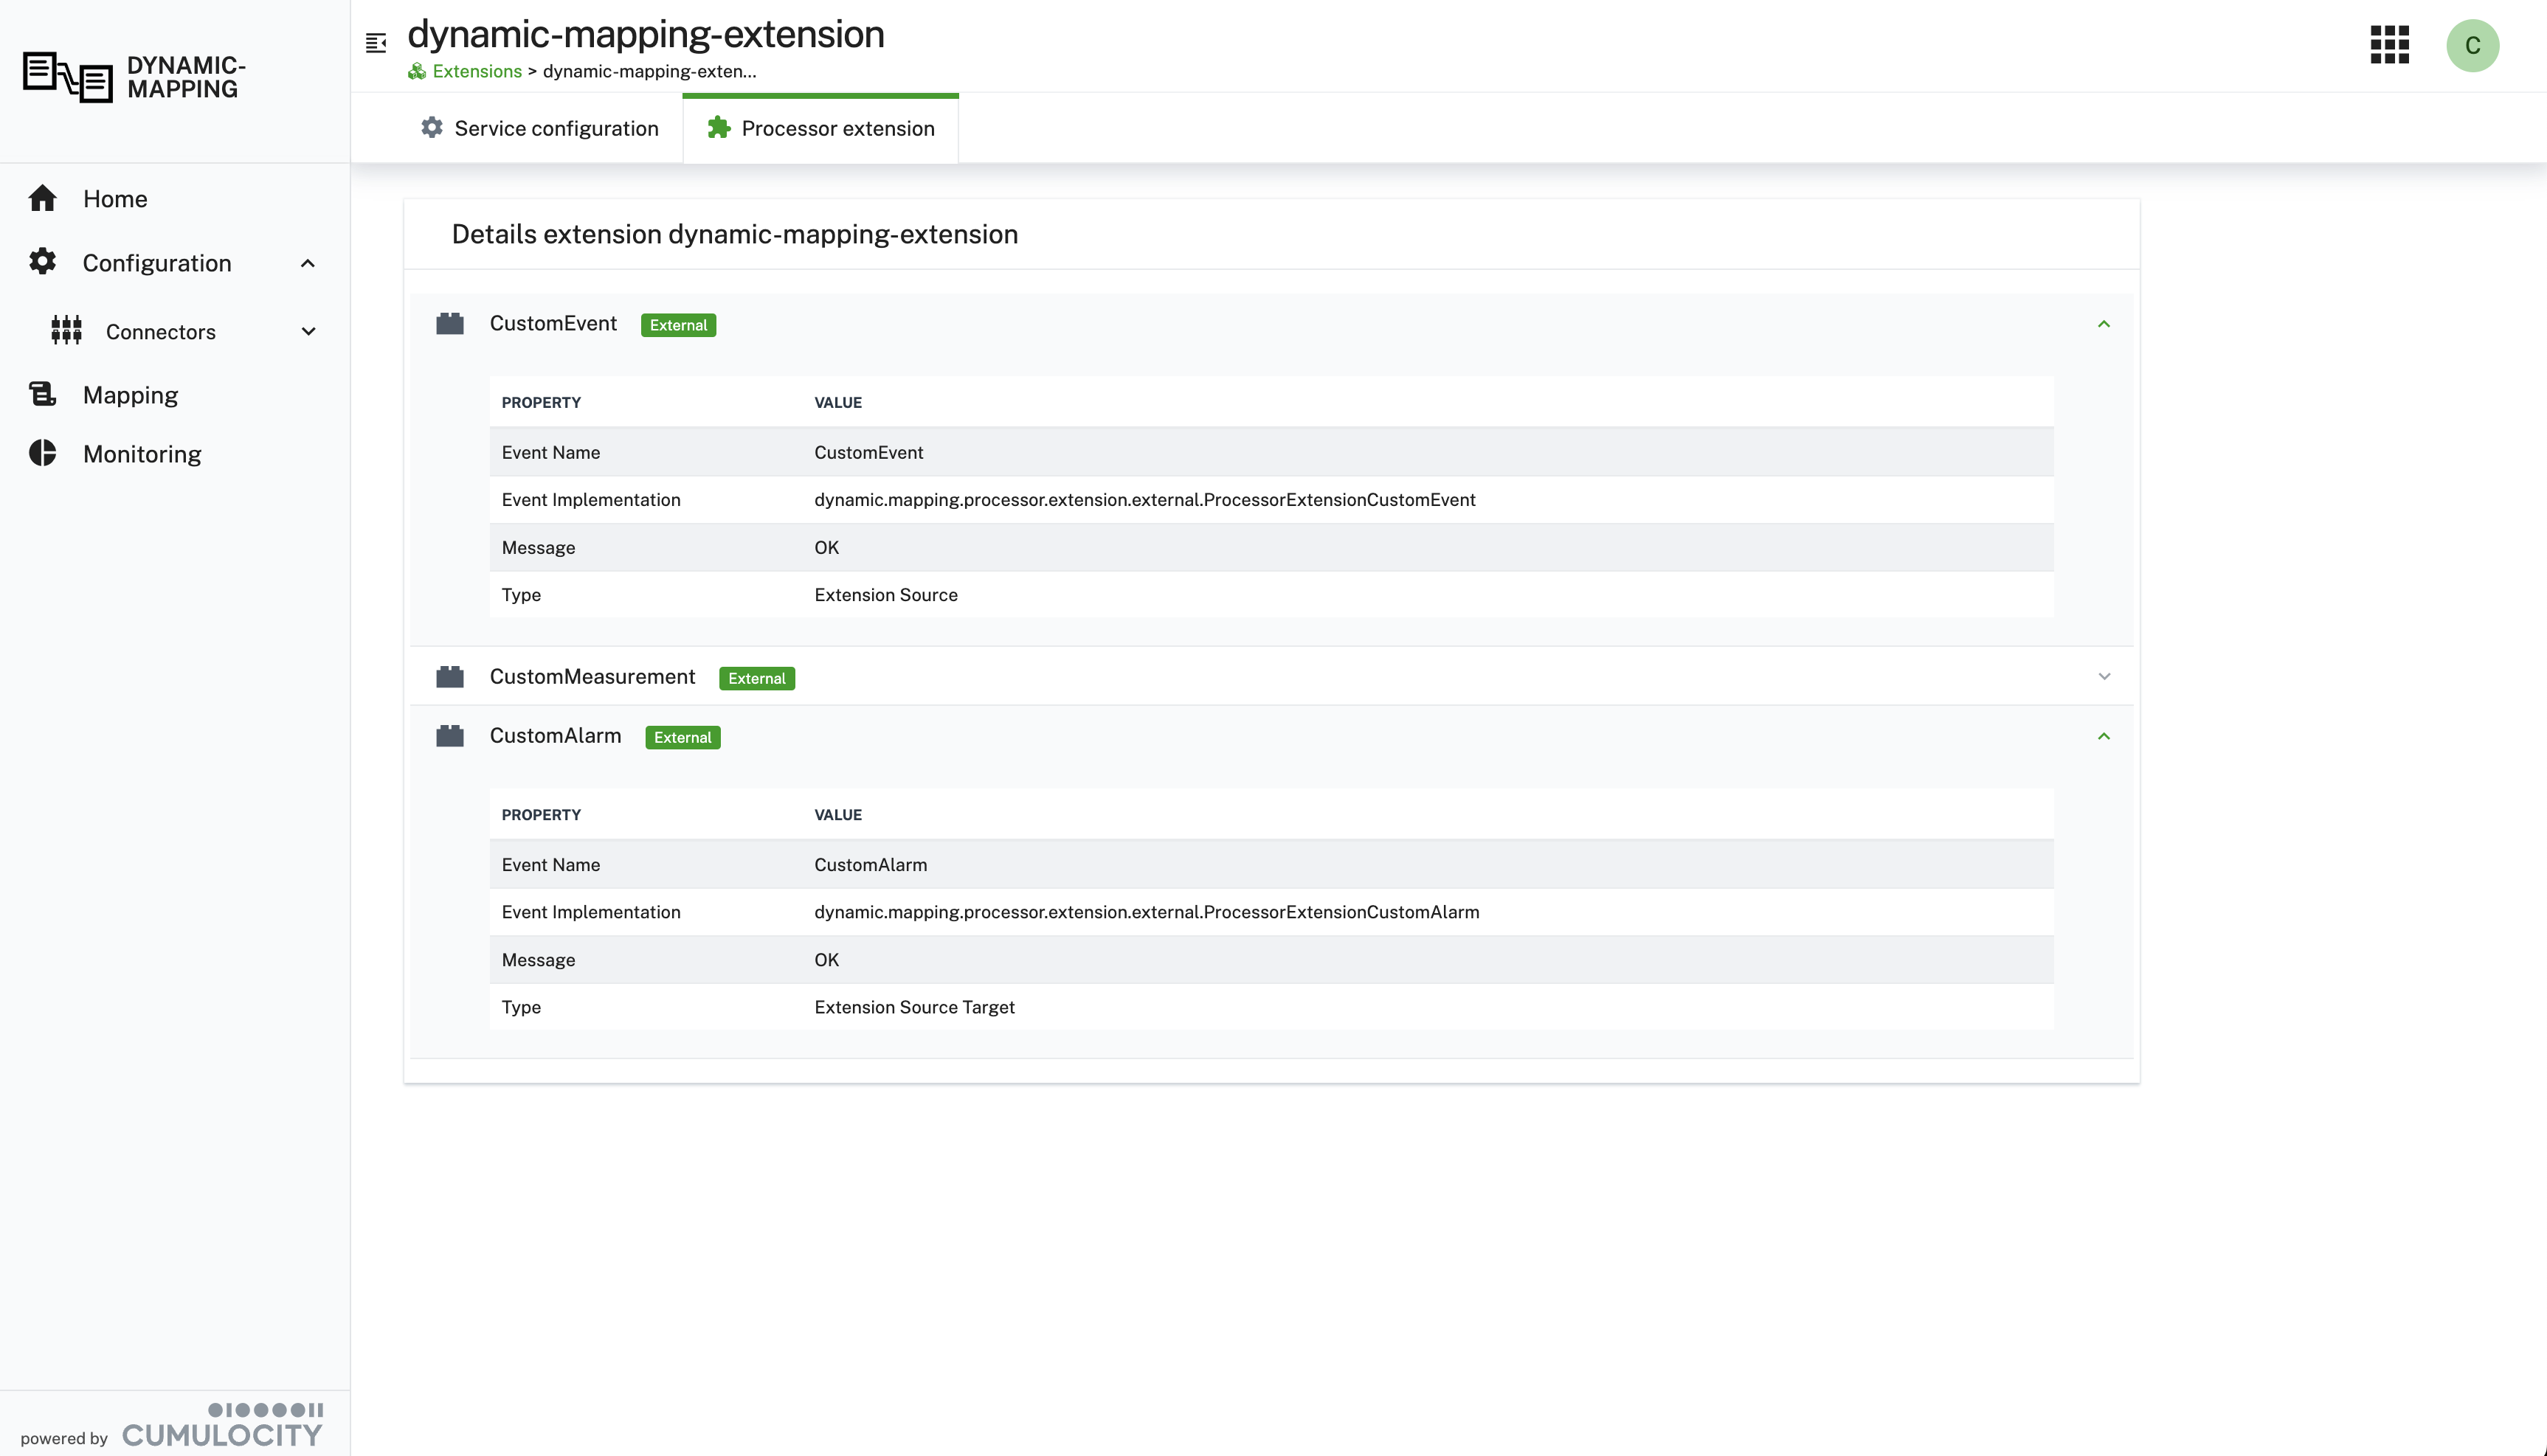 DYNAMIC-
MAPPING
dynamic-mapping-extension
Extensions > dynamic-mapping-exten...
C
Service configuration
Processor extension
Home
Configuration
Connectors
Mapping
Monitoring
Details extension dynamic-mapping-extension
CustomEvent External
PROPERTY VALUE
Event Name CustomEvent
Event Implementation dynamic.mapping.processor.extension.external.ProcessorExtensionCustomEvent
Message OK
Type Extension Source
CustomMeasurement External
CustomAlarm External
PROPERTY VALUE
Event Name CustomAlarm
Event Implementation dynamic.mapping.processor.extension.external.ProcessorExtensionCustomAlarm
Message OK
Type Extension Source Target
powered by CUMULOCITY